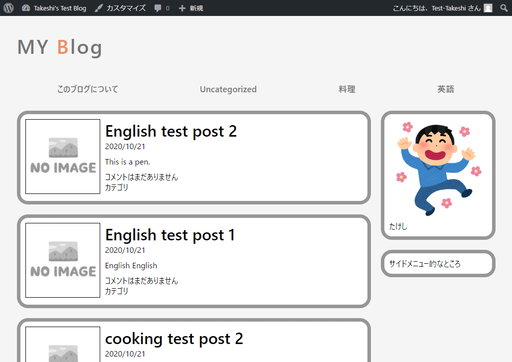 Takeshi's Test Blog カスタマイズ 0 新規 こんにちは、Test-Takeshi さん
MY Blog
このブログについて Uncategorized 料理 英語
NO IMAGE
English test post 2
2020/10/21
This is a pen.
コメントはまだありません
カテゴリ
たけし
サイドメニュー的なところ
NO IMAGE
English test post 1
2020/10/21
English English
コメントはまだありません
カテゴリ
cooking test post 2
2020/10/21